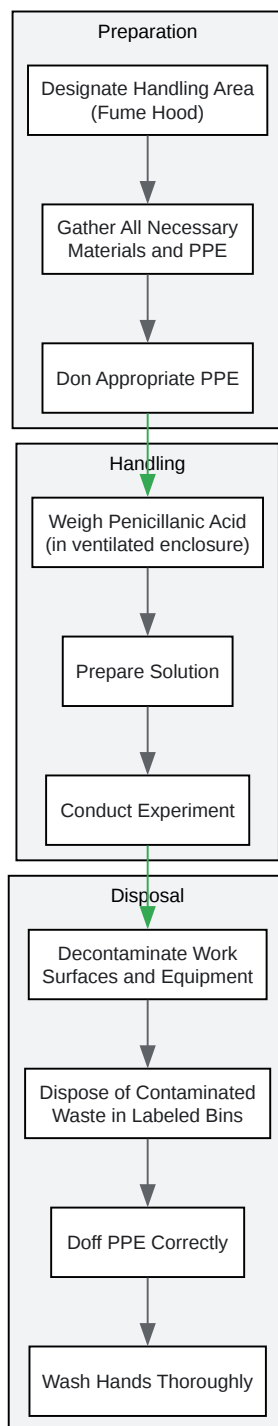 Preparation
Designate Handling Area
(Fume Hood)
Gather All Necessary
Materials and PPE
Don Appropriate PPE
Handling
Weigh Penicillanic Acid
(in ventilated enclosure)
Prepare Solution
Conduct Experiment
Disposal
Decontaminate Work
Surfaces and Equipment
Dispose of Contaminated
Waste in Labeled Bins
Doff PPE Correctly
Wash Hands Thoroughly